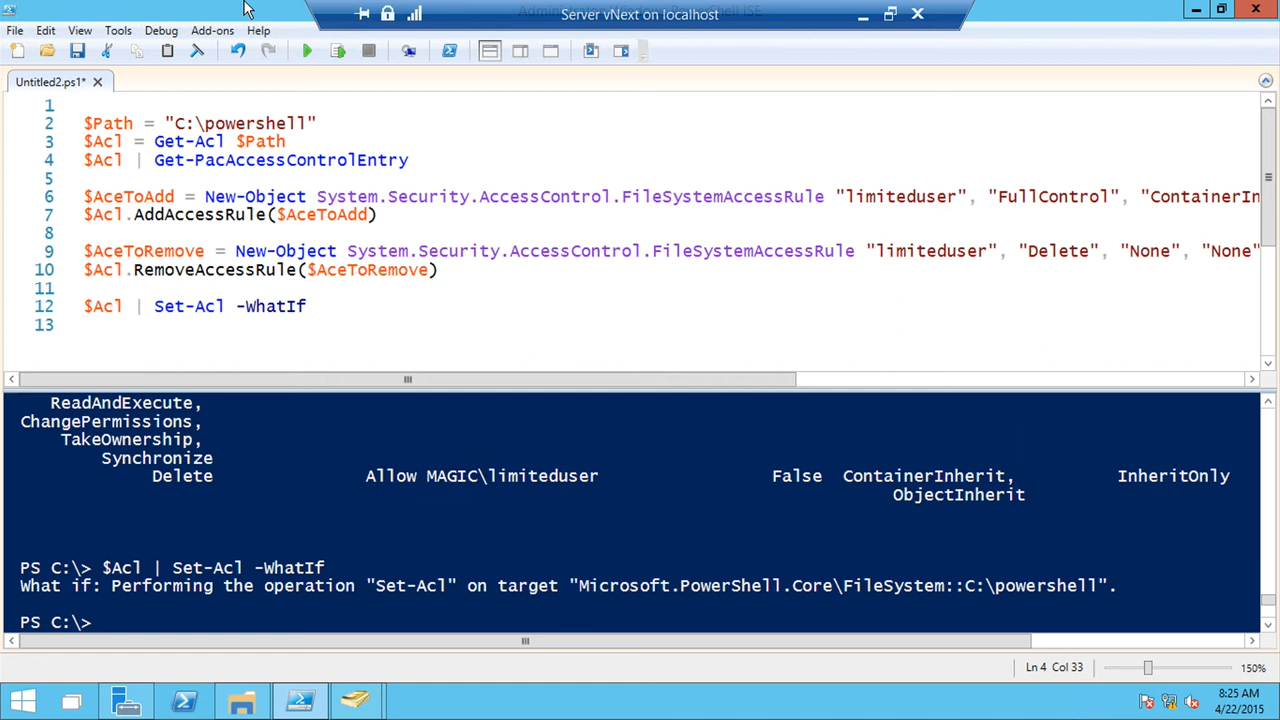 Administrator: Windows PowerShell ISE
Server vNext on localhost
File Edit View Tools Debug Add-ons Help
Untitled2.ps1*
1
2 $Path = "C:\powershell"
3 $Acl = Get-Acl $Path
4 $Acl | Get-PacAccessControlEntry
5
6 $AceToAdd = New-Object System.Security.AccessControl.FileSystemAccessRule "limiteduser", "FullControl", "ContainerIn
7 $Acl.AddAccessRule($AceToAdd)
8
9 $AceToRemove = New-Object System.Security.AccessControl.FileSystemAccessRule "limiteduser", "Delete", "None", "None"
10 $Acl.RemoveAccessRule($AceToRemove)
11
12 $Acl | Set-Acl -WhatIf
13
ReadAndExecute,
ChangePermissions,
TakeOwnership,
Synchronize
Delete Allow MAGIC\limiteduser False ContainerInherit, InheritOnly
ObjectInherit
PS C:\> $Acl | Set-Acl -WhatIf
What if: Performing the operation "Set-Acl" on target "Microsoft.PowerShell.Core\FileSystem::C:\powershell".
PS C:\>
Ln 4 Col 33 150%
8:25 AM
4/22/2015